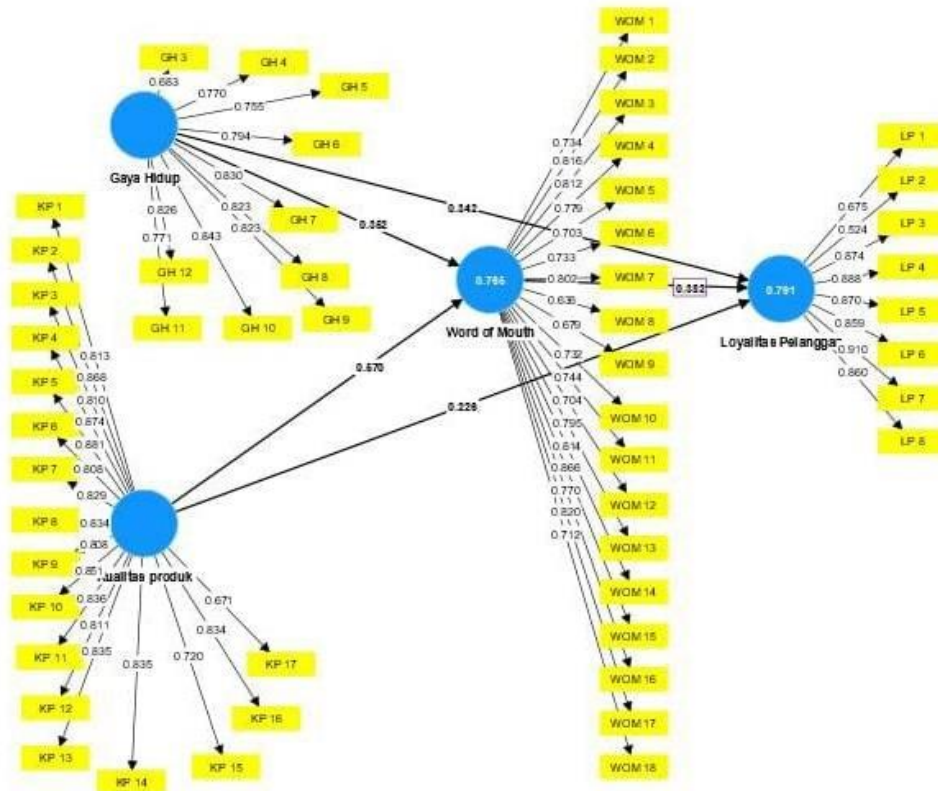 GH 3
GH 4
GH 5
GH 6
GH 7
GH 8
GH 9
GH 10
GH 11
GH 12
0.663
0.770
0.755
0.794
0.830
0.823
0.823
0.843
0.826
0.771
Gaya Hidup
KP 1
KP 2
KP 3
KP 4
KP 5
KP 6
KP 7
KP 8
KP 9
KP 10
KP 11
KP 12
KP 13
KP 14
KP 15
KP 16
KP 17
0.813
0.868
0.810
0.874
0.881
0.808
0.829
0.834
0.808
0.851
0.836
0.811
0.835
0.835
0.720
0.834
0.671
ualitas produk
0.342
0.570
WOM 1
WOM 2
WOM 3
WOM 4
WOM 5
WOM 6
WOM 7
WOM 8
WOM 9
WOM 10
WOM 11
WOM 12
WOM 13
WOM 14
WOM 15
WOM 16
WOM 17
WOM 18
0.734
0.816
0.812
0.779
0.703
0.733
0.802
0.636
0.679
0.732
0.744
0.704
0.795
0.814
0.866
0.770
0.820
0.712
Word of Mouth
LP 1
LP 2
LP 3
LP 4
LP 5
LP 6
LP 7
LP 8
0.675
0.524
0.874
0.888
0.870
0.859
0.910
0.860
0.791
Loyalitas Pelanggar